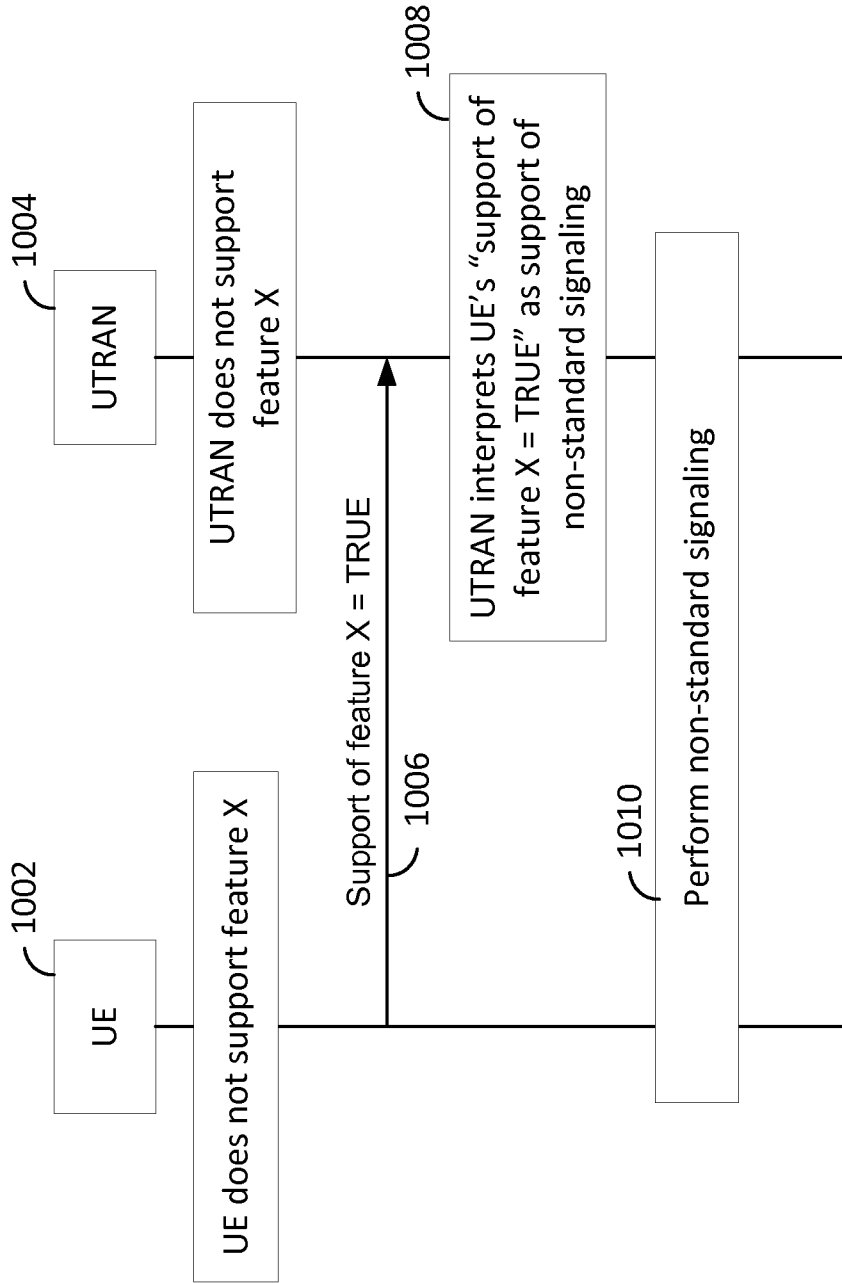 1002
UE
1004
UTRAN
UE does not support feature X
UTRAN does not support
feature X
Support of feature X = TRUE
1006
1008
UTRAN interprets UE’s “support of
feature X = TRUE” as support of
non-standard signaling
1010
Perform non-standard signaling